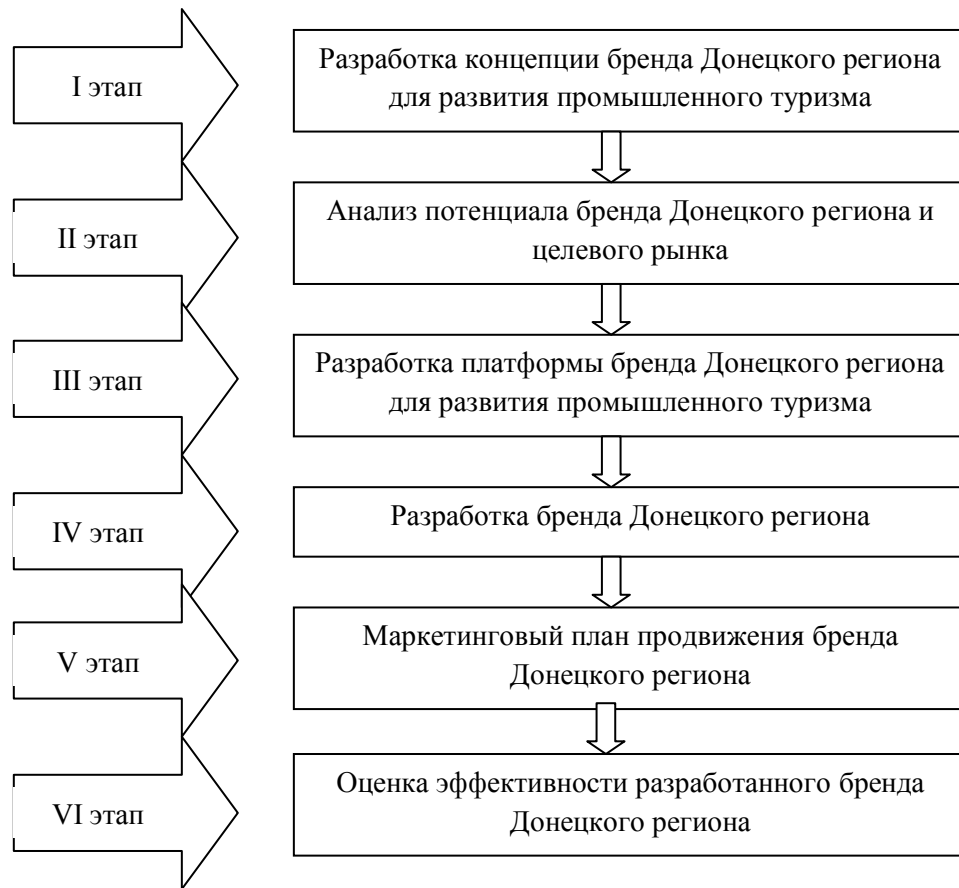 I этап
Разработка концепции бренда Донецкого региона
для развития промышленного туризма
II этап
Анализ потенциала бренда Донецкого региона и
целевого рынка
III этап
Разработка платформы бренда Донецкого региона
для развития промышленного туризма
IV этап
Разработка бренда Донецкого региона
V этап
Маркетинговый план продвижения бренда
Донецкого региона
VI этап
Оценка эффективности разработанного бренда
Донецкого региона